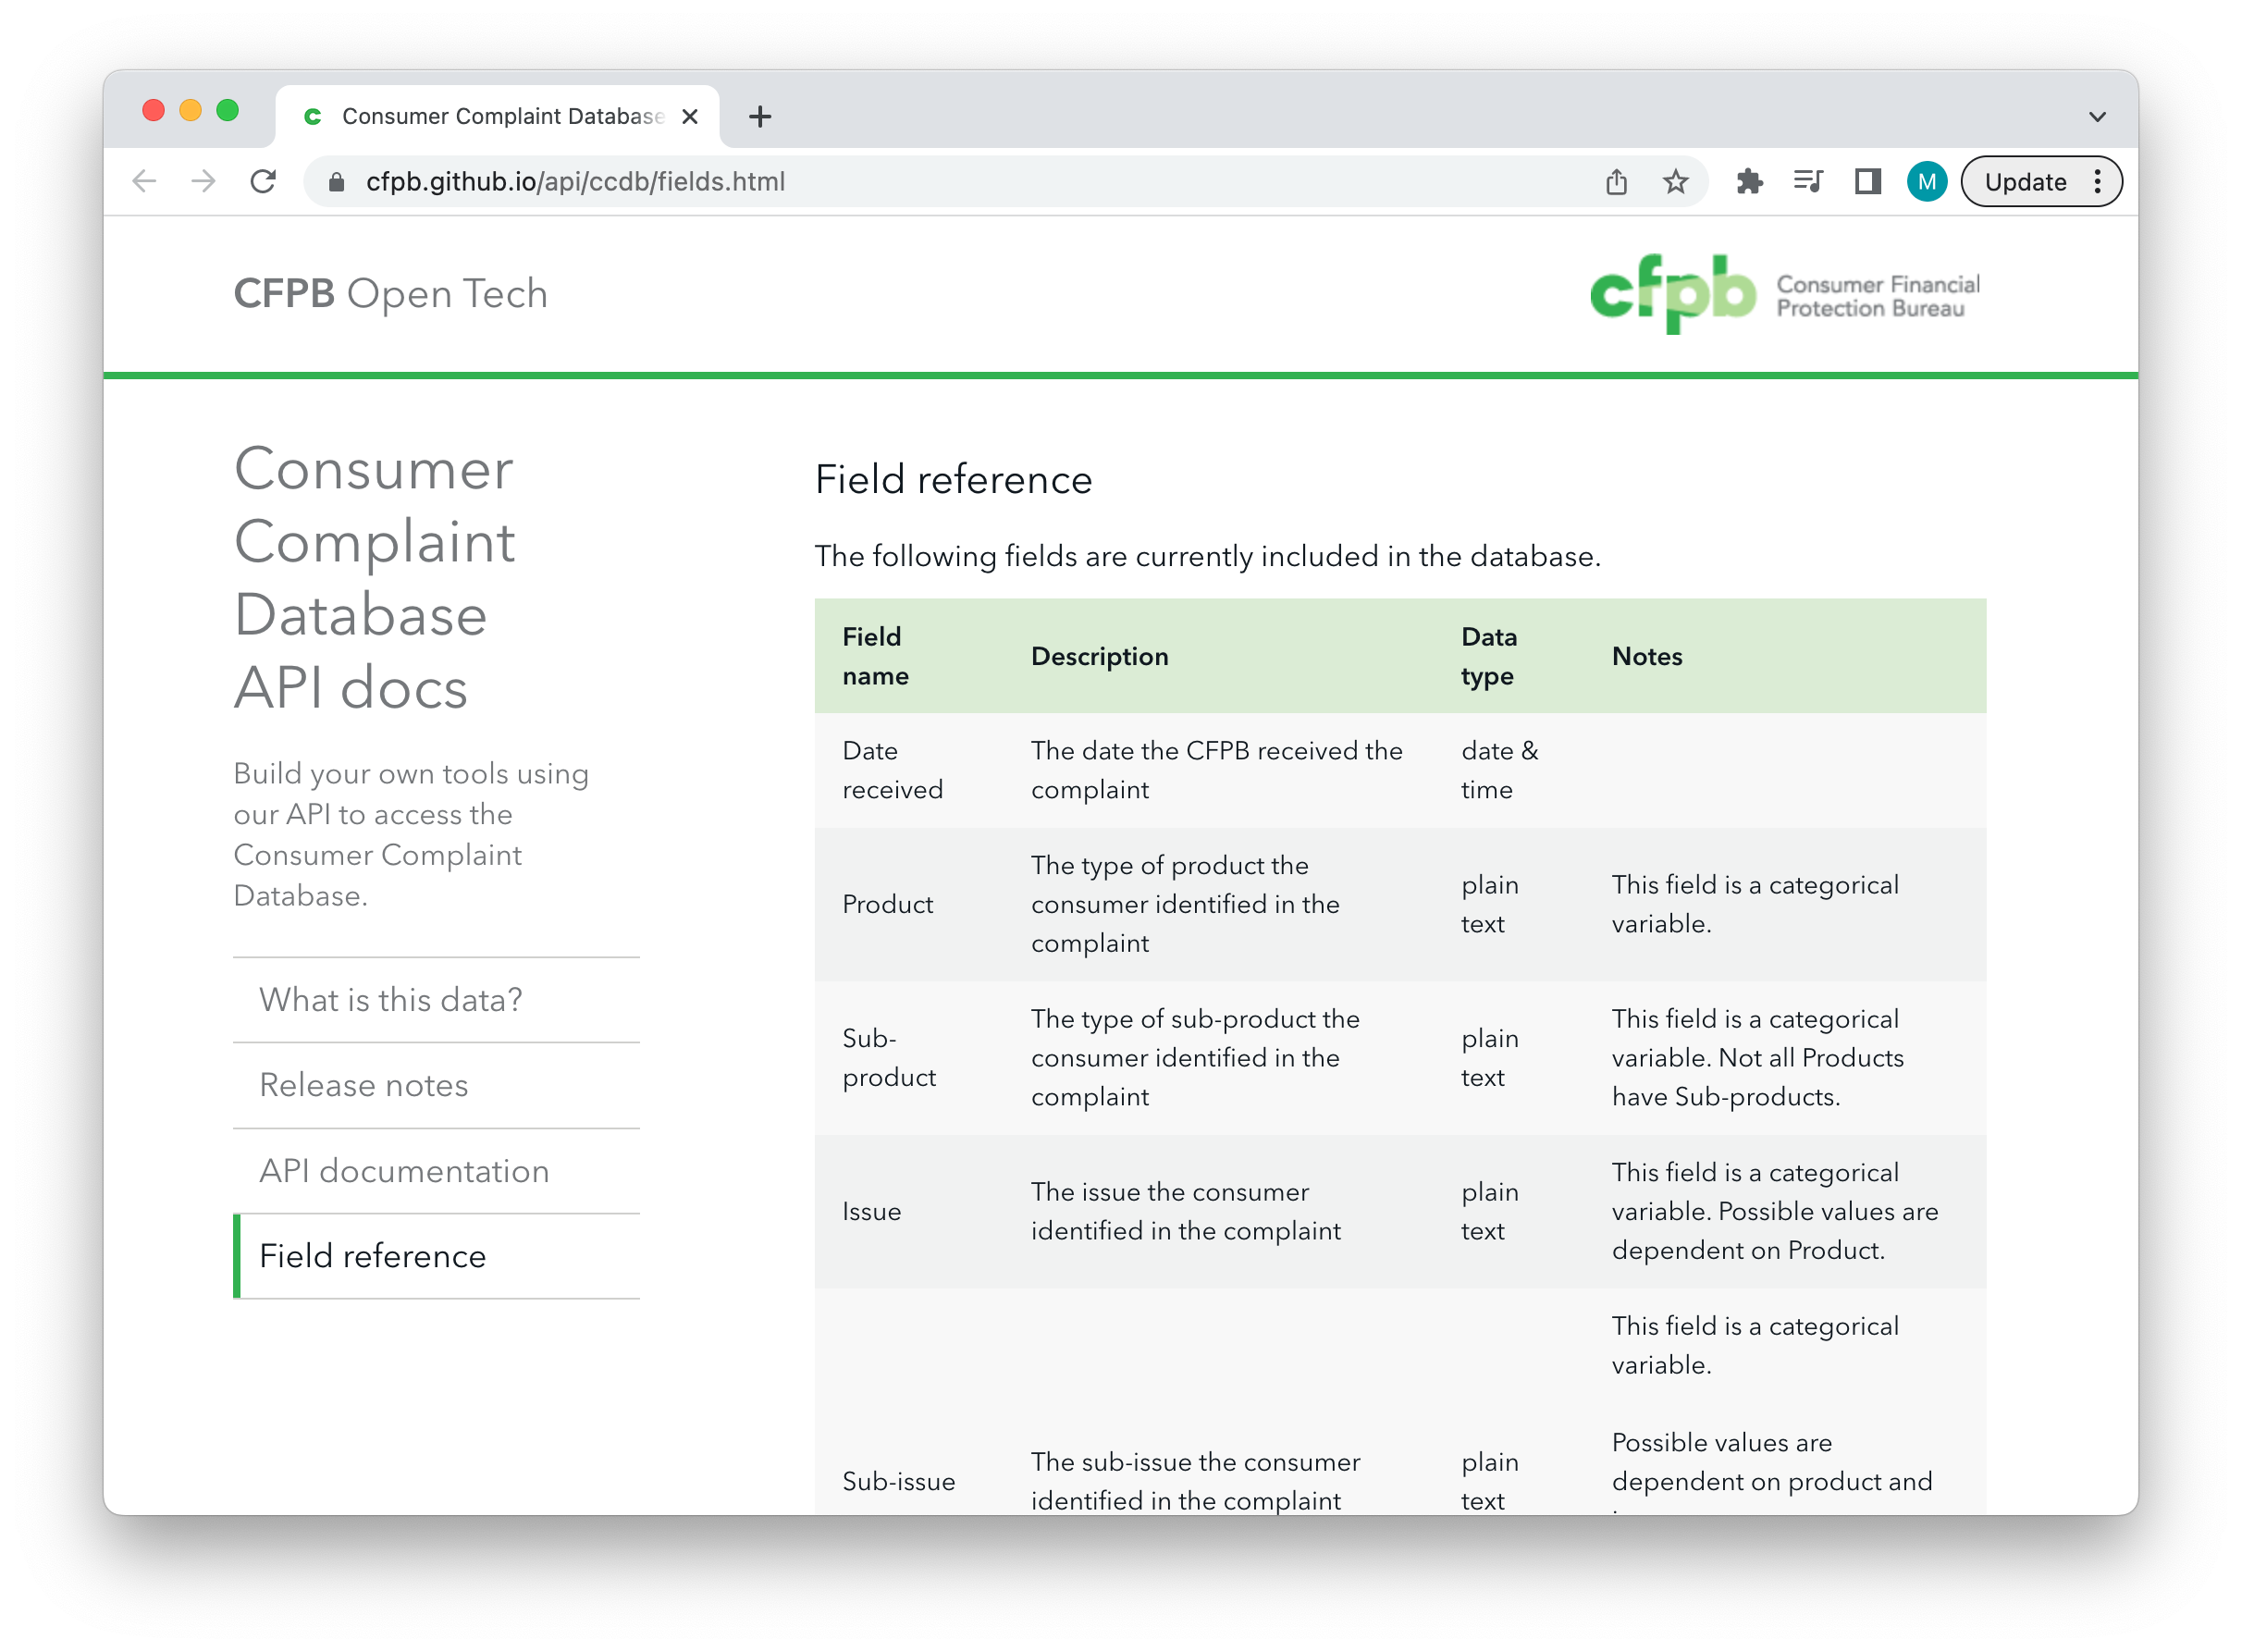 Consumer Complaint Database
cfpb.github.io/api/ccdb/fields.html
M
Update
CFPB Open Tech
cfpb
Consumer Financial
Protection Bureau
Consumer
Complaint
Database
API docs
Build your own tools using
our API to access the
Consumer Complaint
Database.
What is this data?
Release notes
API documentation
Field reference
Field reference
The following fields are currently included in the database.
Field
name
Description
Data
type
Notes
Date
received
The date the CFPB received the
complaint
date &
time
Product
The type of product the
consumer identified in the
complaint
plain
text
This field is a categorical
variable.
Sub-
product
The type of sub-product the
consumer identified in the
complaint
plain
text
This field is a categorical
variable. Not all Products
have Sub-products.
Issue
The issue the consumer
identified in the complaint
plain
text
This field is a categorical
variable. Possible values are
dependent on Product.
Sub-issue
The sub-issue the consumer
identified in the complaint
plain
text
This field is a categorical
variable.
Possible values are
dependent on product and